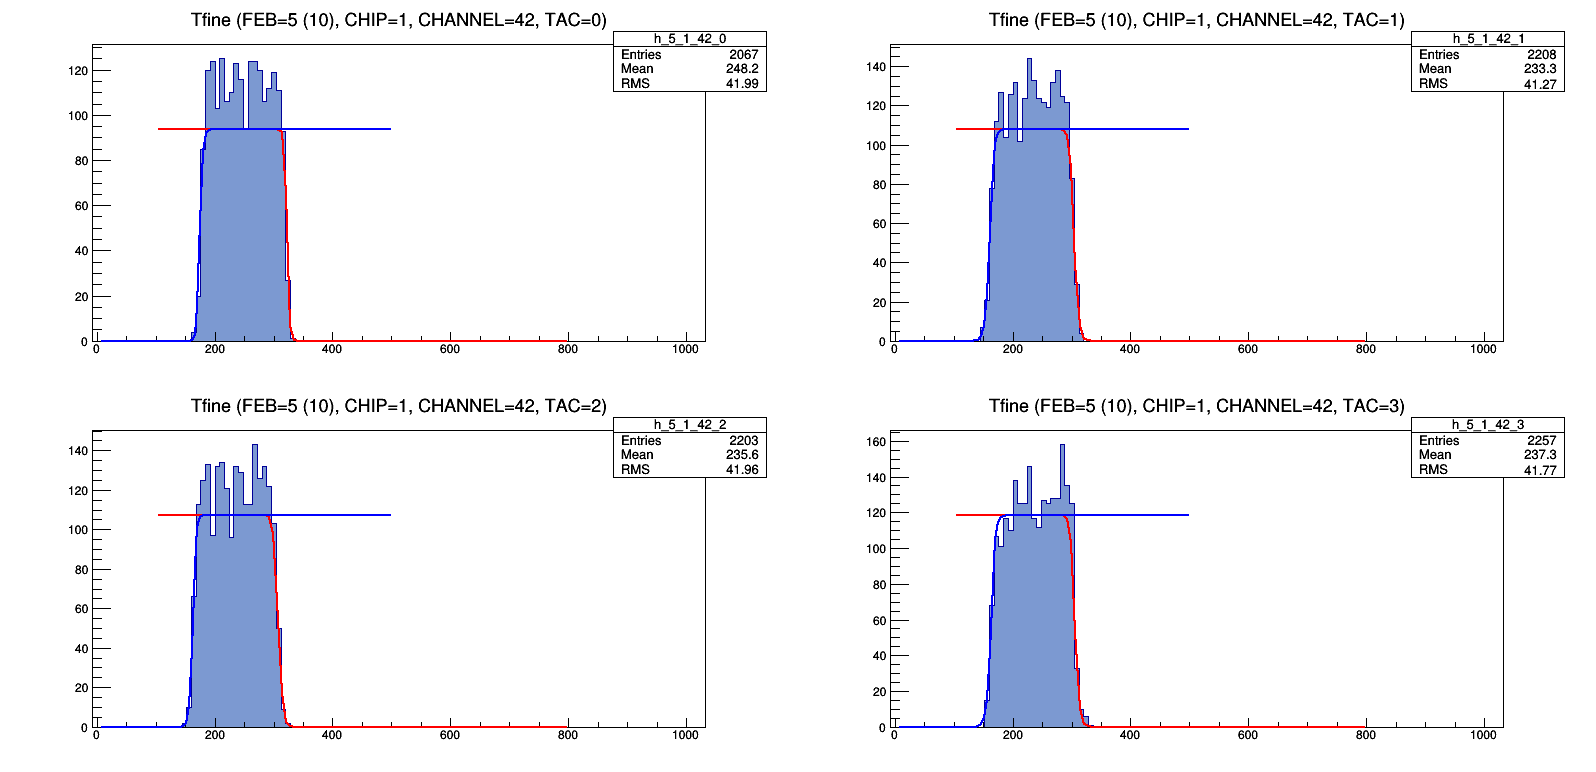 Tfine (FEB=5 (10), CHIP=1, CHANNEL=42, TAC=0)
h_5_1_42_0
Entries 2067
Mean 248.2
RMS 41.99
120
100
80
60
40
20
0
0 200 400 600 800 1000
Tfine (FEB=5 (10), CHIP=1, CHANNEL=42, TAC=1)
h_5_1_42_1
Entries 2208
Mean 233.3
RMS 41.27
140
120
100
80
60
40
20
0
0 200 400 600 800 1000
Tfine (FEB=5 (10), CHIP=1, CHANNEL=42, TAC=2)
h_5_1_42_2
Entries 2203
Mean 235.6
RMS 41.96
140
120
100
80
60
40
20
0
0 200 400 600 800 1000
Tfine (FEB=5 (10), CHIP=1, CHANNEL=42, TAC=3)
h_5_1_42_3
Entries 2257
Mean 237.3
RMS 41.77
160
140
120
100
80
60
40
20
0
0 200 400 600 800 1000